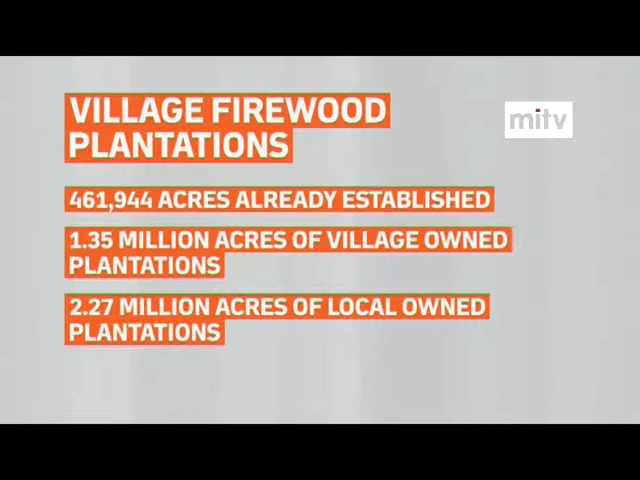 VILLAGE FIREWOOD
PLANTATIONS
mitv
461,944 ACRES ALREADY ESTABLISHED
1.35 MILLION ACRES OF VILLAGE OWNED
PLANTATIONS
2.27 MILLION ACRES OF LOCAL OWNED
PLANTATIONS